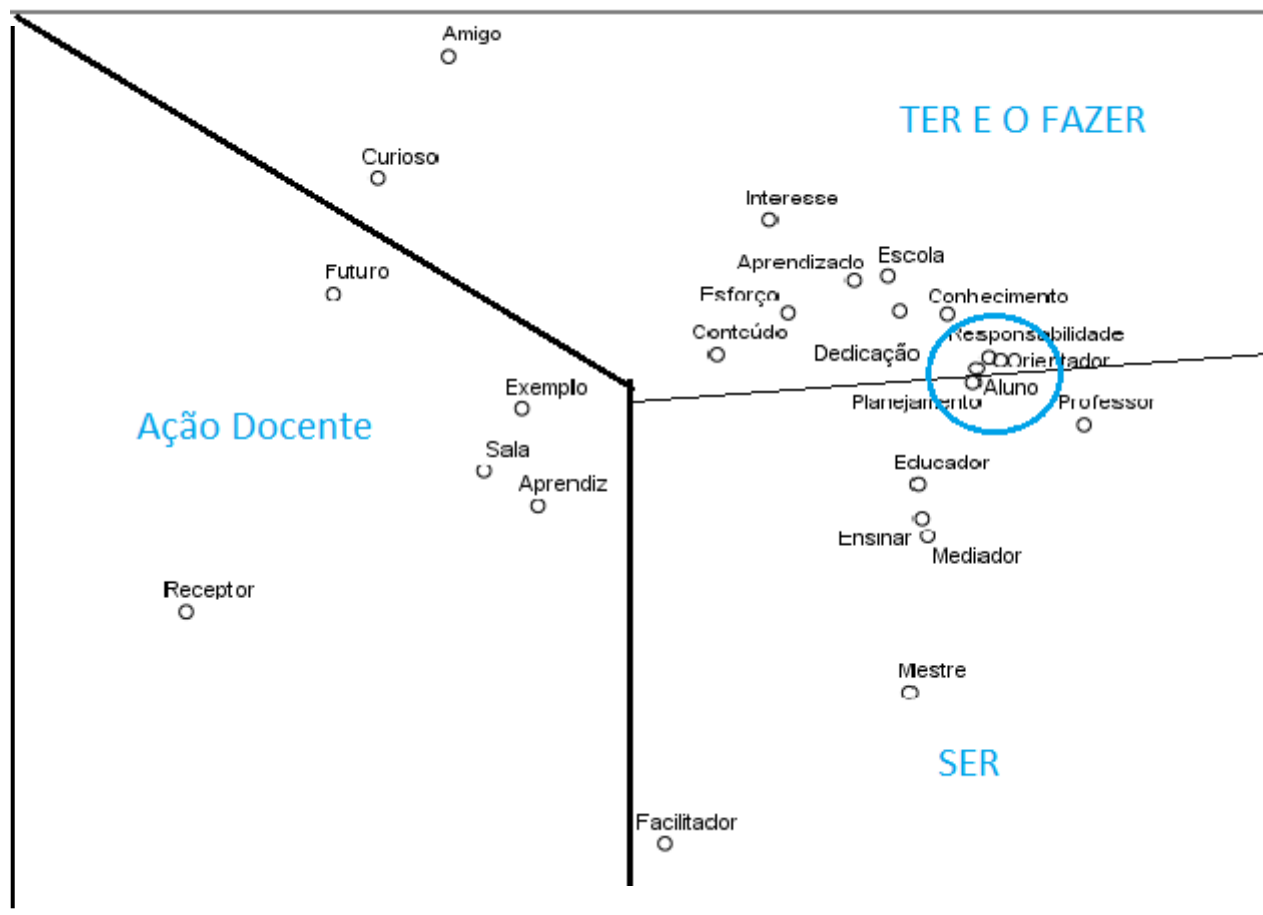 Amigo
TER E O FAZER
Curioso
Interesse
Futuro
Aprendizado
Escola
Esforço
Conhecimento
Conteúdo
Dedicação
Responsabilidade
Orientador
Aluno
Planejamento
Professor
Exemplo
Ação Docente
Sala
Aprendiz
Educador
Ensinar
Mediador
Receptor
Mestre
SER
Facilitador